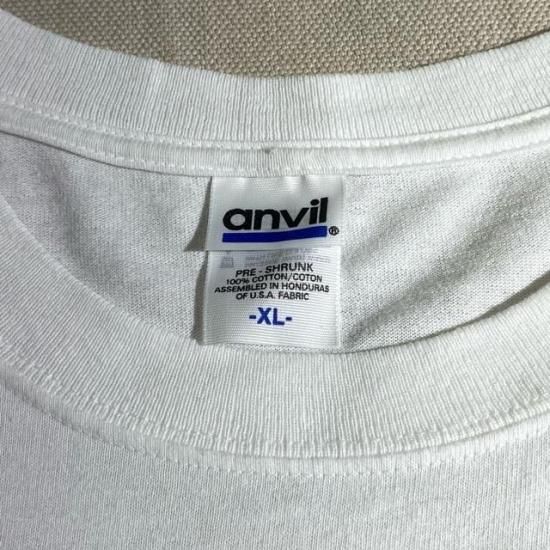 anvil®
PRE - SHRUNK
100% COTTON/COTON
ASSEMBLED IN HONDURAS
OF U.S.A. FABRIC
-XL-